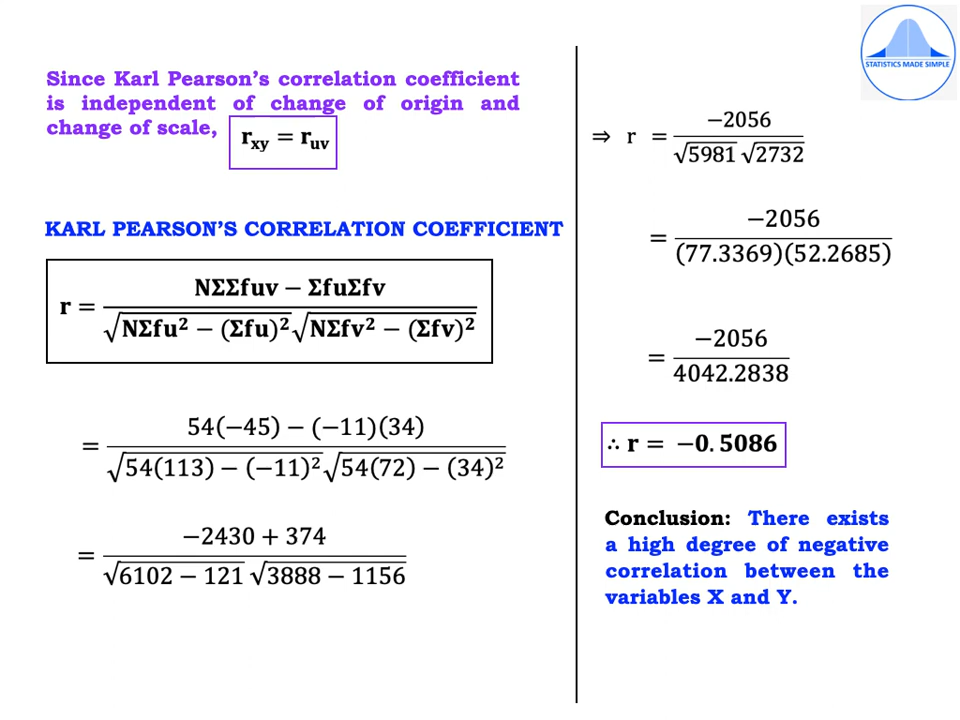 Since Karl Pearson's correlation coefficient
is independent of change of origin and
change of scale, r_xy = r_uv
KARL PEARSON'S CORRELATION COEFFICIENT
r = (NΣΣfuv − ΣfuΣfv) / (√(NΣfu² − (Σfu)²) √(NΣfv² − (Σfv)²))
= (54(−45) − (−11)(34)) / (√(54(113) − (−11)²) √(54(72) − (34)²))
= (−2430 + 374) / (√(6102 − 121) √(3888 − 1156))
STATISTICS MADE SIMPLE
⇒ r = −2056 / (√5981 √2732)
= −2056 / ((77.3369)(52.2685))
= −2056 / 4042.2838
∴ r = −0.5086
Conclusion: There exists
a high degree of negative
correlation between the
variables X and Y.